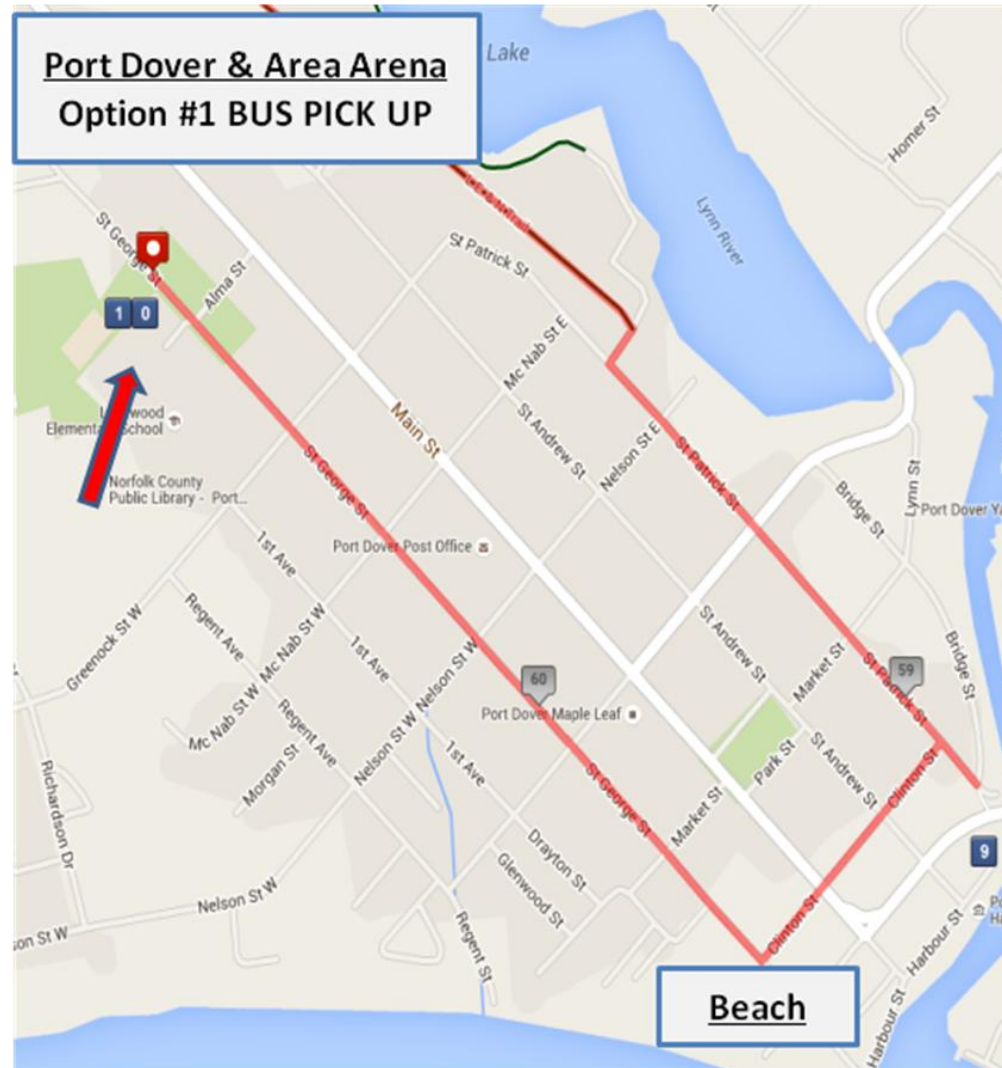 Port Dover & Area Arena
Option #1 BUS PICK UP
Lake
Homer St
Lynn River
St George St
Alma St
St Patrick St
1 0
Mc Nab St E
Main St
St Andrew St
Nelson St E
wood
Elementary School
St George St
St Patrick St
Bridge St
Lynn St
Port Dover Ya
Norfolk County
Public Library - Port...
Port Dover Post Office
1st Ave
Regent Ave
Greenock St W
Mc Nab St W
1st Ave
Nelson St W
St Andrew St
Market St
Bridge St
60
59
St Patrick St
Port Dover Maple Leaf
Mc Nab St W
Regent Ave
Nelson St W
Morgan St
1st Ave
St George St
Park St
St Andrew St
Clinton St
Richardson Dr
Market St
Drayton St
Glenwood St
9
Nelson St W
son St W
Regent St
Clinton St
Harbour St
Po
Ha
Harbour St
Beach